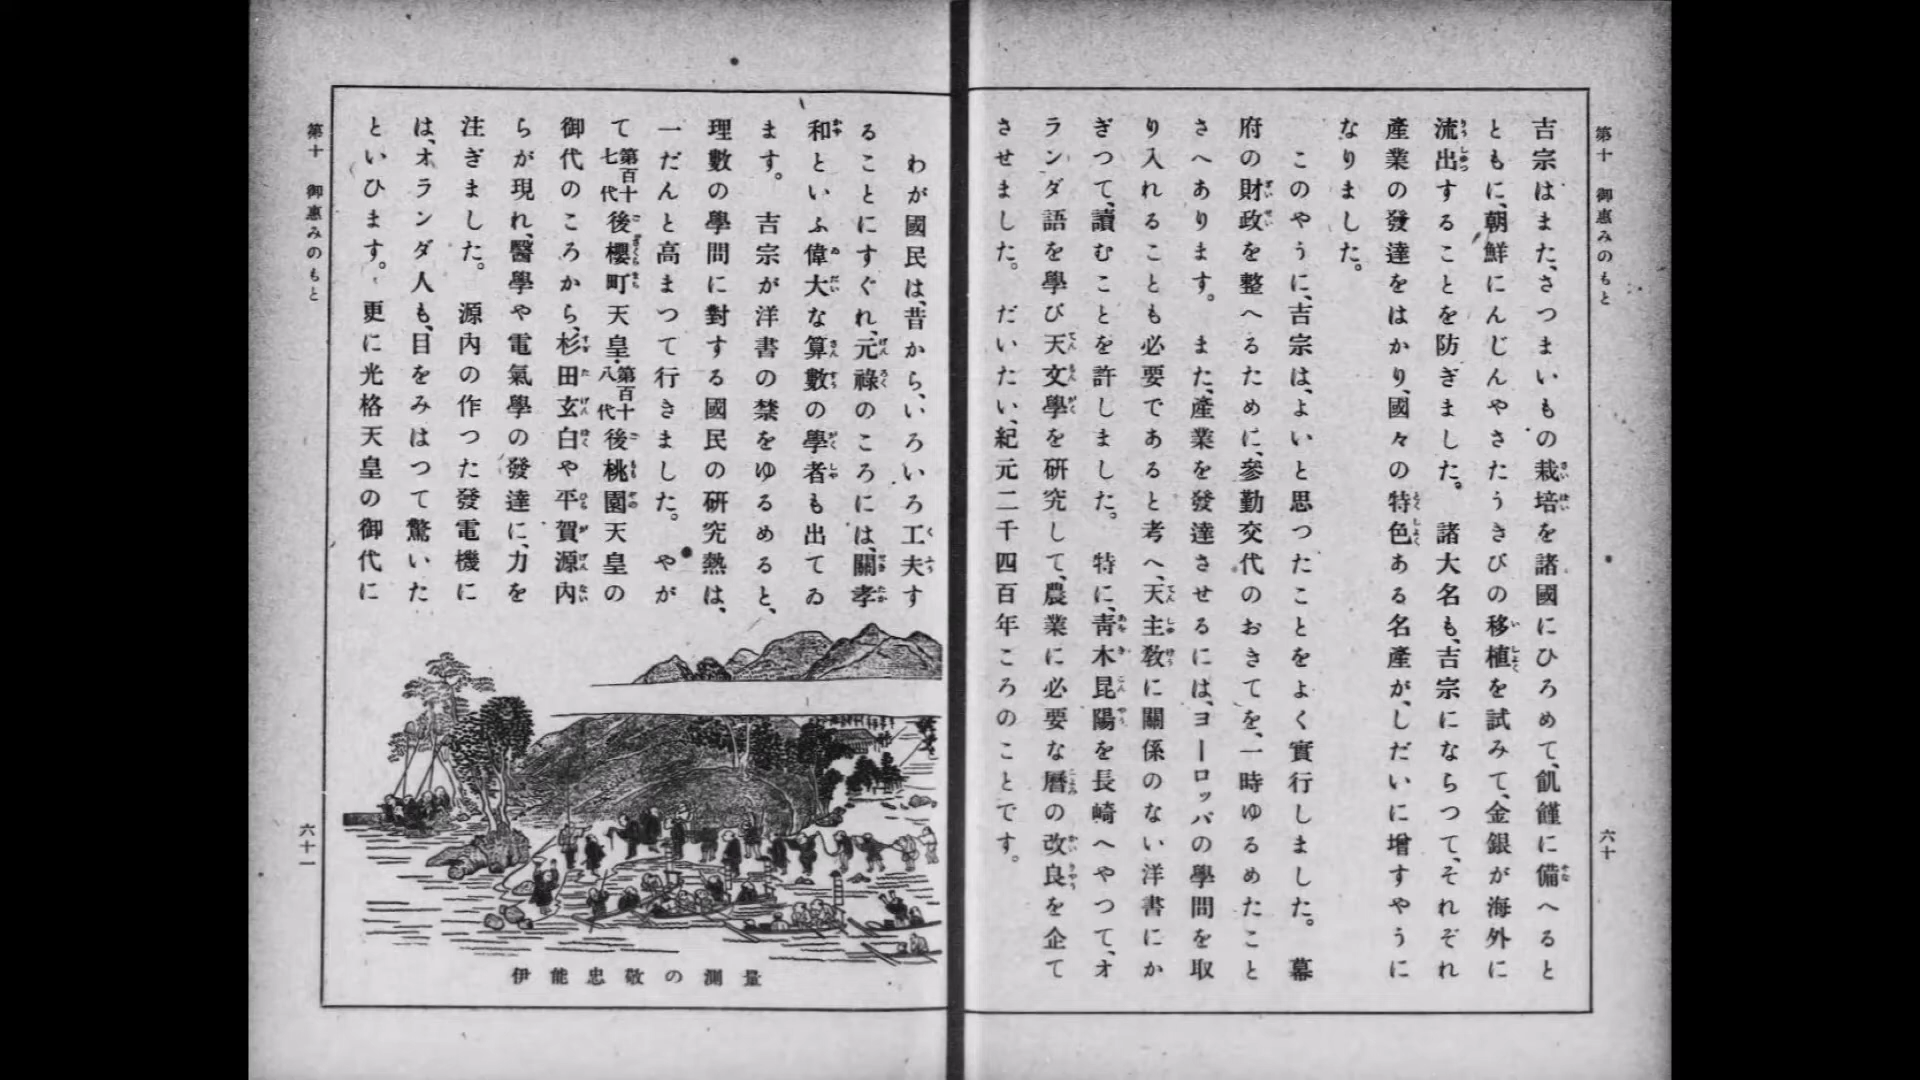 第十 御惠みのもと
六十
吉宗はまた、さつまいもの栽培を諸國にひろめて、飢饉に備へると
ともに、朝鮮にんじんやさたうきびの移植を試みて、金銀が海外に
流出することを防ぎました。諸大名も、吉宗にならつて、それぞれ
產業の發達をはかり、國々の特色ある名產が、しだいに增すやうに
なりました。
このやうに、吉宗は、よいと思つたことをよく實行しました。幕
府の財政を整へるために、參勤交代のおきてを、一時ゆるめたこと
さへあります。また、產業を發達させるには、ヨーロッパの學問を取
り入れることも必要であると考へ、天主敎に關係のない洋書にか
ぎつて、讀むことを許しました。特に、靑木昆陽を長崎へやつて、オ
ランダ語を學び天文學を硏究して、農業に必要な曆の改良を企て
させました。だいたい、紀元二千四百年ころのことです。
わが國民は、昔から、いろいろ工夫す
ることにすぐれ、元祿のころには、關孝
和といふ偉大な算數の學者も出てゐ
ます。吉宗が洋書の禁をゆるめると、
理數の學問に對する國民の硏究熱は、
一だんと高まつて行きました。やが
て第百十七代後櫻町天皇・第百十八代後桃園天皇の
御代のころから、杉田玄白や平賀源內
らが現れ、醫學や電氣學の發達に、力を
注ぎました。源內の作つた發電機に
は、オランダ人も、目をみはつて驚いた
といひます。更に光格天皇の御代に
伊能忠敬の測量
第十 御惠みのもと
六十一